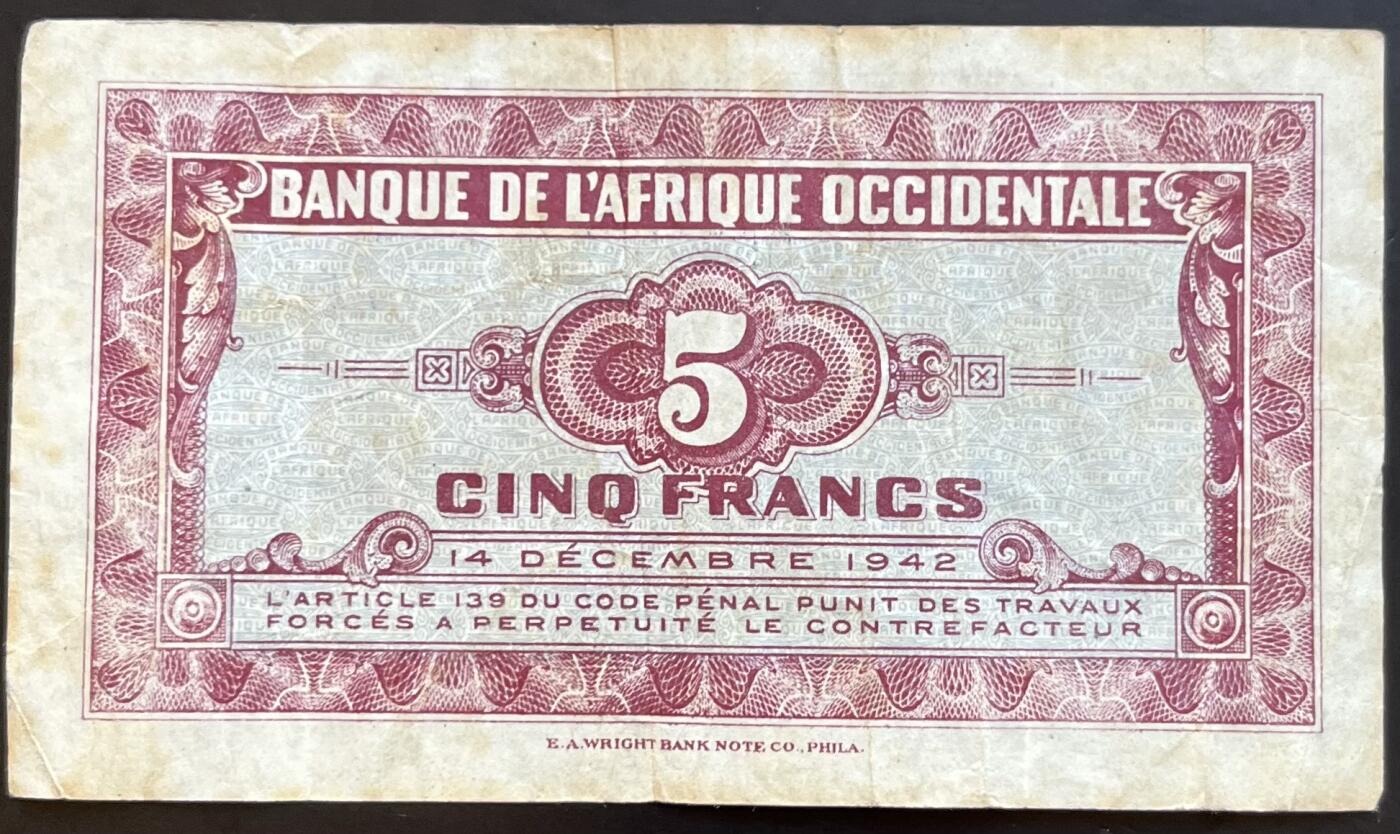 BANQUE DE L'AFRIQUE OCCIDENTALE
5
CINQ FRANCS
14 DÉCEMBRE 1942
L'ARTICLE 139 DU CODE PÉNAL PUNIT DES TRAVAUX
FORCÉS A PERPETUITÉ LE CONTREFACTEUR
E.A.WRIGHT BANK NOTE CO., PHILA.